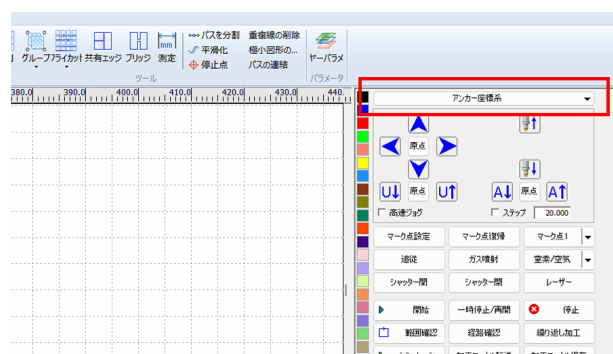 パスを分割 重複線の削除
グループ フライカット 共有エッジ ブリッジ 測定 平滑化 極小図形の... ヤーパラメ
mm
停止点 パスの連結
ツール パラメータ
380.0 390.0 400.0 410.0 420.0 430.0 440.
アンカー座標系
原点
U 原点 U A 原点 A
高速ジョグ ステップ 20.000
マーク点設定 マーク点復帰 マーク点1
追従 ガス噴射 窒素/空気
シャッター開 シャッター閉 レーザー
開始 一時停止/再開 停止
範囲確認 経路確認 繰り返し加工